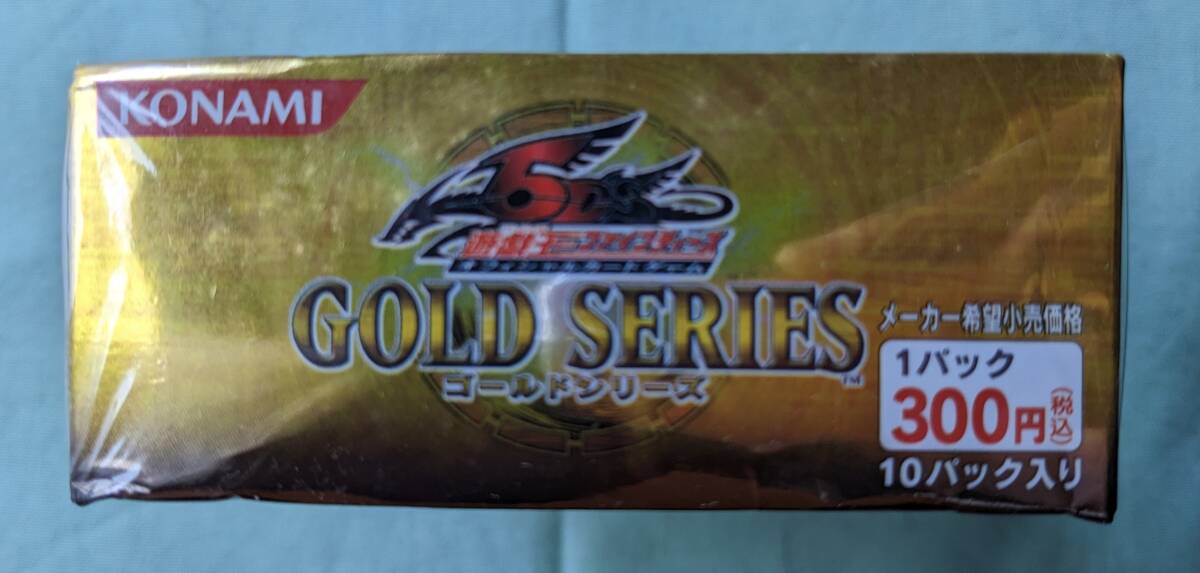 KONAMI
5D's
遊戯王ファイブディーズ
オフィシャルカードゲーム
GOLD SERIES
TM
ゴールドシリーズ
メーカー希望小売価格
1パック
300円(税込)
10パック入り